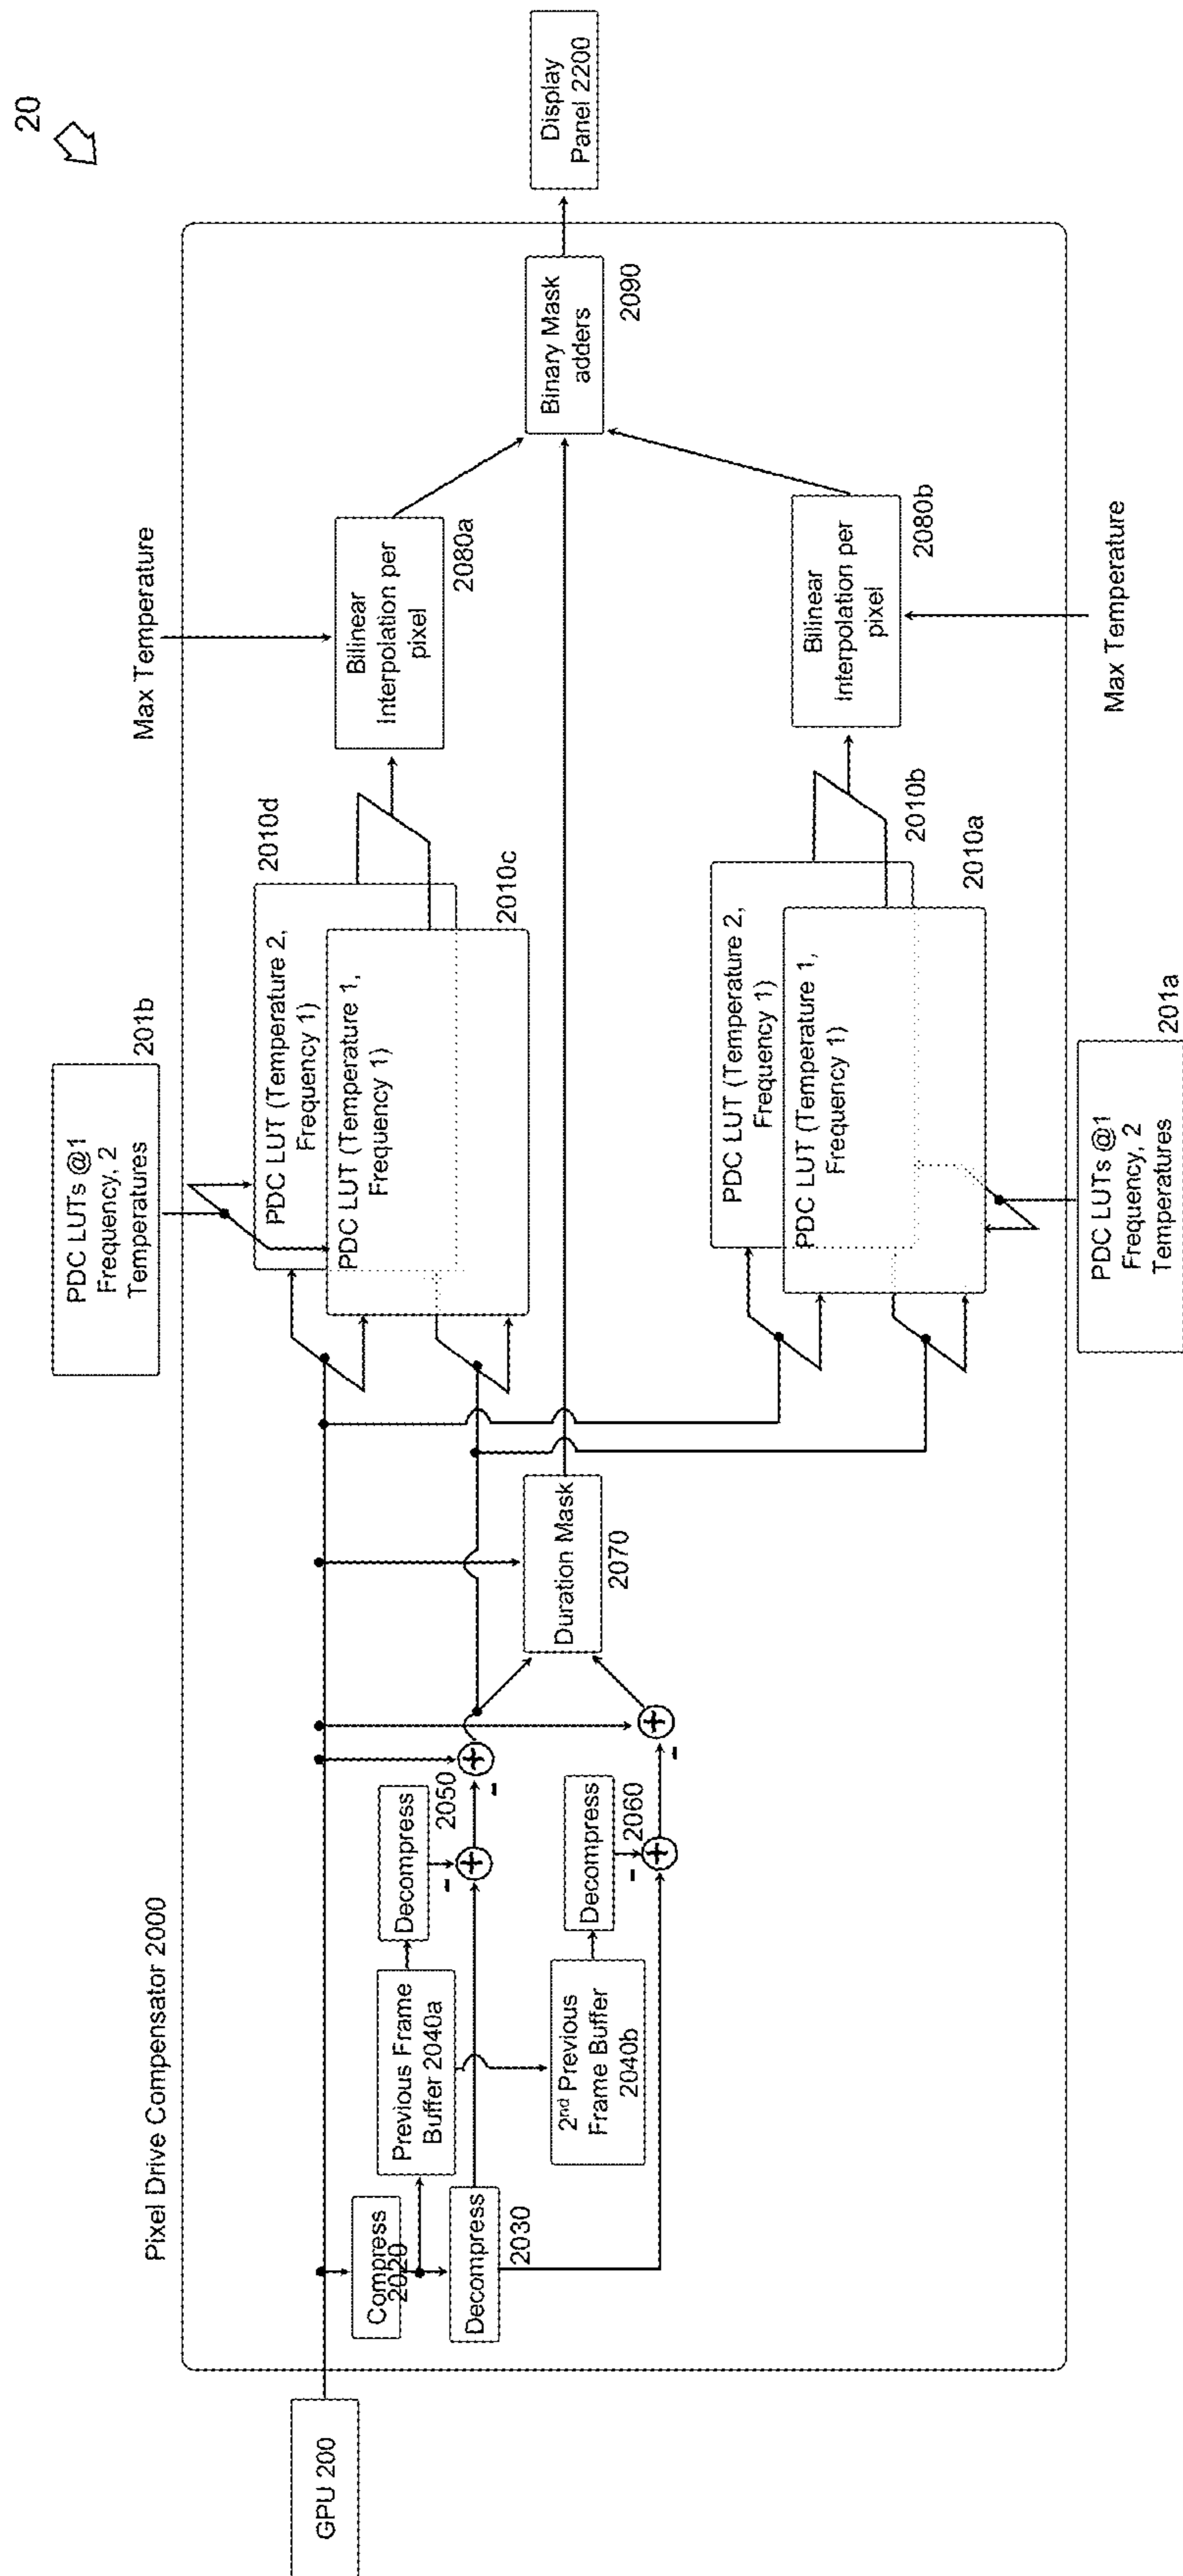 20
Pixel Drive Compensator 2000
GPU 200
Compress
2020
Decompress
2030
Previous Frame
Buffer 2040a
Decompress
2nd Previous
Frame Buffer
2040b
Decompress
-
2050
-
-
2060
-
Duration Mask
2070
PDC LUTs @1
Frequency, 2
Temperatures
201b
PDC LUT (Temperature 2,
Frequency 1)
2010d
PDC LUT (Temperature 1,
Frequency 1)
2010c
PDC LUT (Temperature 2,
Frequency 1)
2010b
PDC LUT (Temperature 1,
Frequency 1)
2010a
PDC LUTs @1
Frequency, 2
Temperatures
201a
Max Temperature
Bilinear
Interpolation per
pixel
2080a
Bilinear
Interpolation per
pixel
2080b
Max Temperature
Binary Mask
adders
2090
Display
Panel 2200